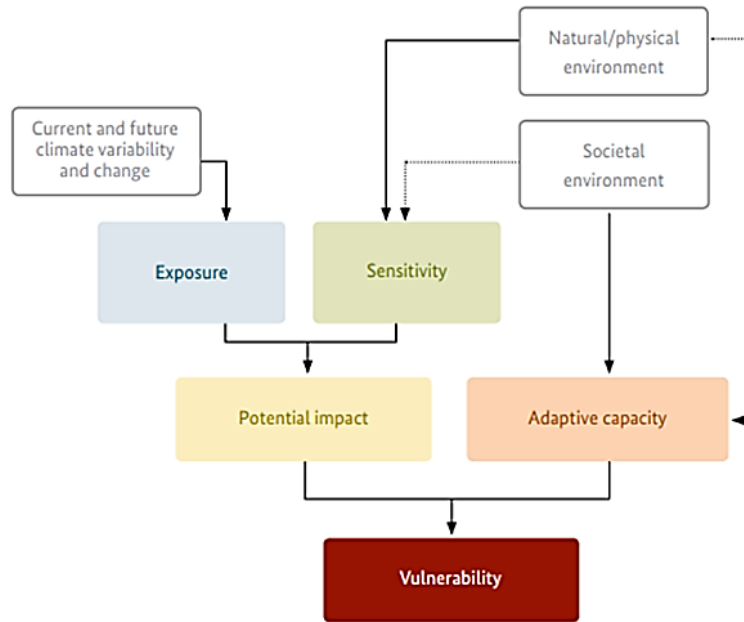 Natural/physical
environment
Current and future
climate variability
and change
Societal
environment
Exposure
Sensitivity
Potential impact
Adaptive capacity
Vulnerability